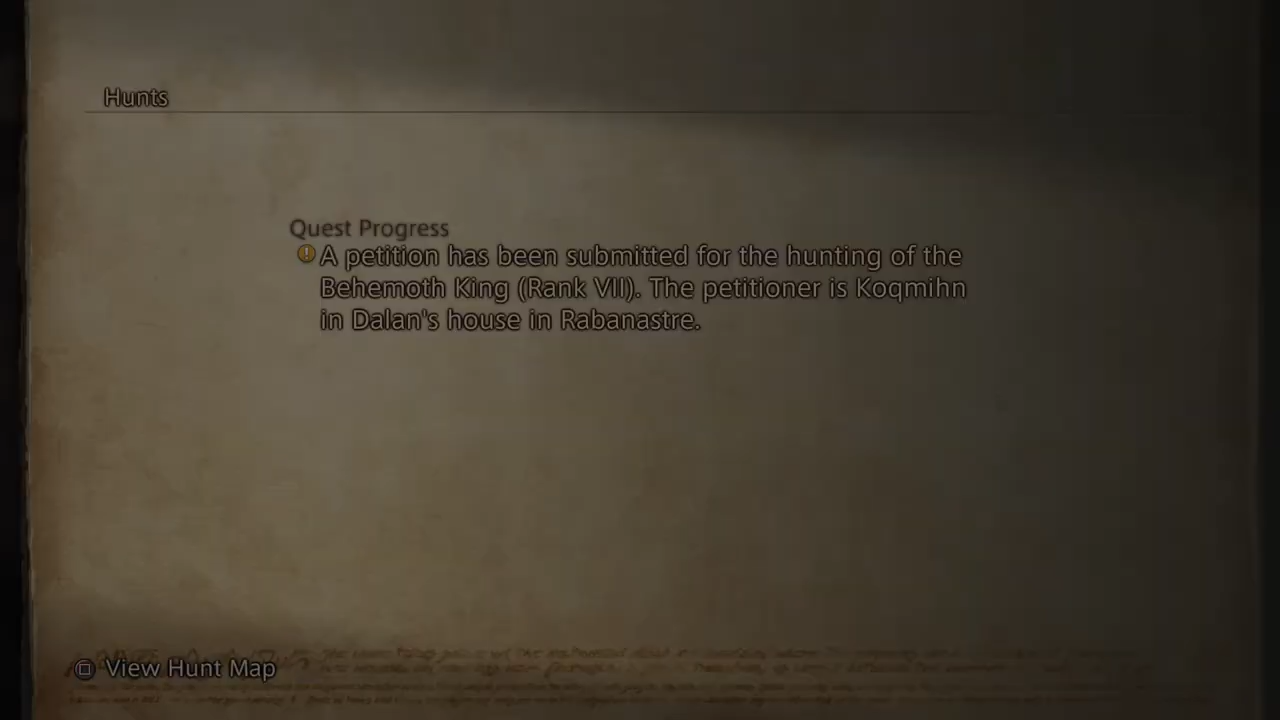 Hunts
Quest Progress
A petition has been submitted for the hunting of the
Behemoth King (Rank VII). The petitioner is Koqmihn
in Dalan's house in Rabanastre.
View Hunt Map